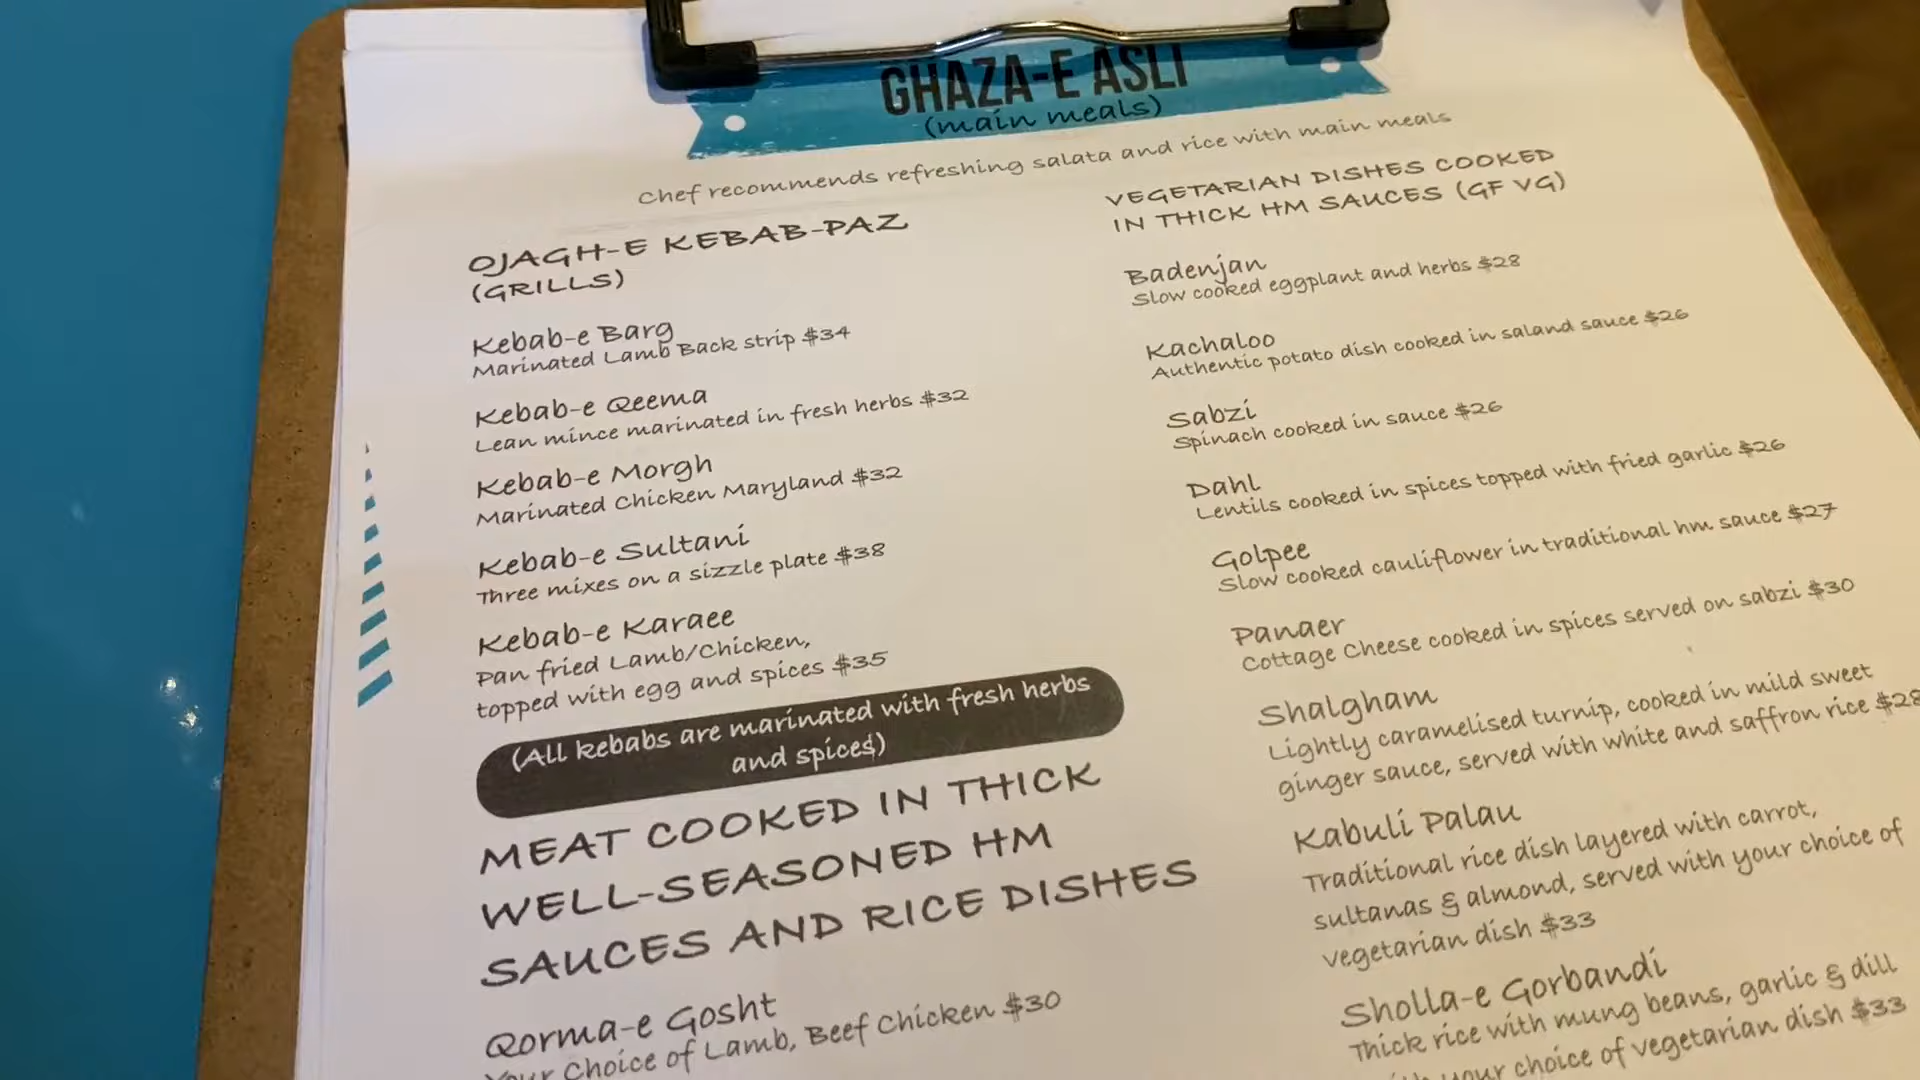 GHAZA-E ASLI
(main meals)
Chef recommends refreshing salata and rice with main meals
OJAGH-E KEBAB-PAZ
(GRILLS)
Kebab-e Barg
Marinated Lamb Back strip $34
Kebab-e Qeema
Lean mince marinated in fresh herbs $32
Kebab-e Morgh
Marinated Chicken Maryland $32
Kebab-e Sultani
Three mixes on a sizzle plate $38
Kebab-e Karaee
Pan fried Lamb/Chicken,
topped with egg and spices $35
(All kebabs are marinated with fresh herbs
and spices)
MEAT COOKED IN THICK
WELL-SEASONED HM
SAUCES AND RICE DISHES
Qorma-e Gosht
Your Choice of Lamb, Beef Chicken $30
VEGETARIAN DISHES COOKED
IN THICK HM SAUCES (GF VG)
Badenjan
Slow cooked eggplant and herbs $28
Kachaloo
Authentic potato dish cooked in saland sauce $26
Sabzi
Spinach cooked in sauce $26
Dahl
Lentils cooked in spices topped with fried garlic $26
Golpee
Slow cooked cauliflower in traditional hm sauce $27
Panaer
Cottage Cheese cooked in spices served on sabzi $30
Shalgham
Lightly caramelised turnip, cooked in mild sweet
ginger sauce, served with white and saffron rice $28
Kabuli Palau
Traditional rice dish layered with carrot,
sultanas & almond, served with your choice of
vegetarian dish $33
Sholla-e Gorbandi
Thick rice with mung beans, garlic & dill
with your choice of vegetarian dish $33